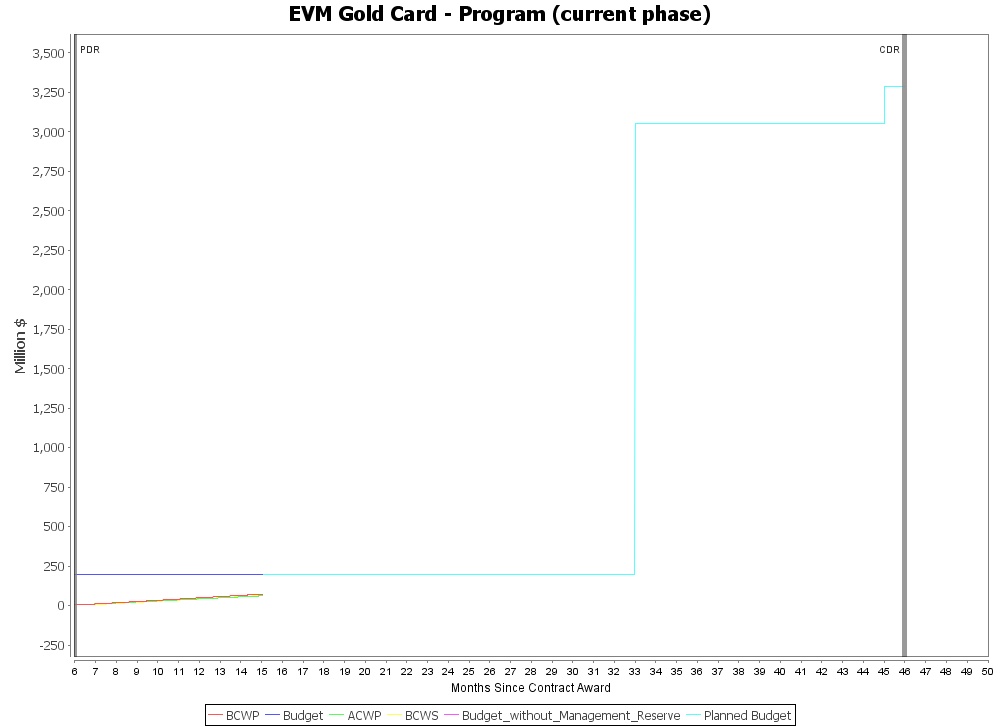 EVM Gold Card - Program (current phase)
PDR
CDR
3,500
3,250
3,000
2,750
2,500
2,250
2,000
1,750
1,500
1,250
1,000
750
500
250
0
-250
Million $
6 7 8 9 10 11 12 13 14 15 16 17 18 19 20 21 22 23 24 25 26 27 28 29 30 31 32 33 34 35 36 37 38 39 40 41 42 43 44 45 46 47 48 49 50
Months Since Contract Award
BCWP Budget ACWP BCWS Budget_without_Management_Reserve Planned Budget